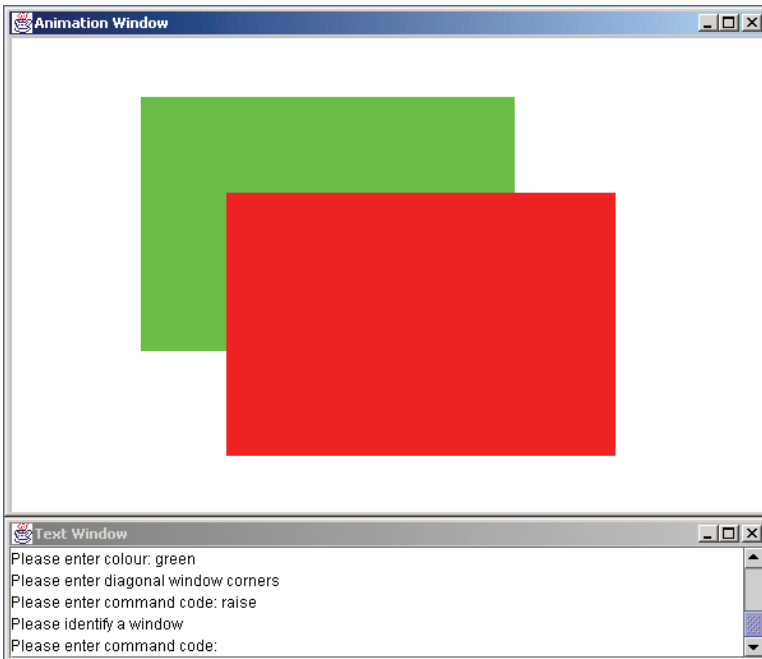 Animation Window
Text Window
Please enter colour: green
Please enter diagonal window corners
Please enter command code: raise
Please identify a window
Please enter command code: